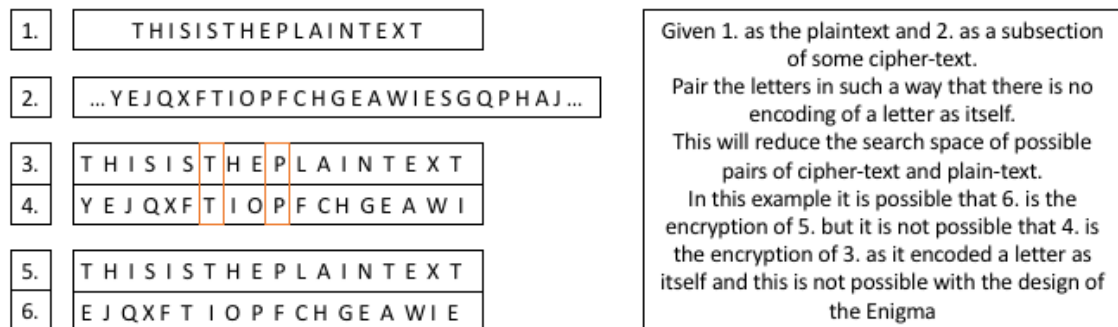 1. THISISTHEPLAINTEXT
2. ...YEJQXFTIOPFCHGEAWIESGQPHAJ...
3. T H I S I S T H E P L A I N T E X T
4. Y E J Q X F T I O P F C H G E A W I
5. T H I S I S T H E P L A I N T E X T
6. E J Q X F T I O P F C H G E A W I E
Given 1. as the plaintext and 2. as a subsection
of some cipher-text.
Pair the letters in such a way that there is no
encoding of a letter as itself.
This will reduce the search space of possible
pairs of cipher-text and plain-text.
In this example it is possible that 6. is the
encryption of 5. but it is not possible that 4. is
the encryption of 3. as it encoded a letter as
itself and this is not possible with the design of
the Enigma